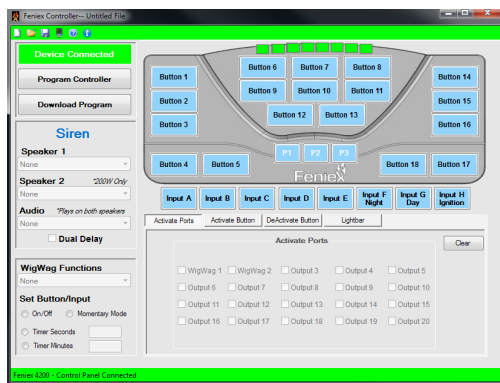 Feniex Controller-- Untitled File
Device Connected
Program Controller
Download Program
Siren
Speaker 1
None
Speaker 2 *200W Only
None
Audio *Plays on both speakers
None
Dual Delay
WigWag Functions
None
Set Button/Input
On/Off Momentary Mode
Timer Seconds
Timer Minutes
Button 6 Button 7 Button 8
Button 1 Button 14
Button 9 Button 10 Button 11
Button 2 Button 15
Button 12 Button 13
Button 3 Button 16
P1 P2 P3
Button 4 Button 5 Button 18 Button 17
Feniex
Input A Input B Input C Input D Input E Input F Night Input G Day Input H Ignition
Activate Ports Activate Button DeActivate Button Lightbar
Activate Ports
Clear
WigWag 1 WigWag 2 Output 3 Output 4 Output 5
Output 6 Output 7 Output 8 Output 9 Output 10
Output 11 Output 12 Output 13 Output 14 Output 15
Output 16 Output 17 Output 18 Output 19 Output 20
Feniex 4200 - Control Panel Connected